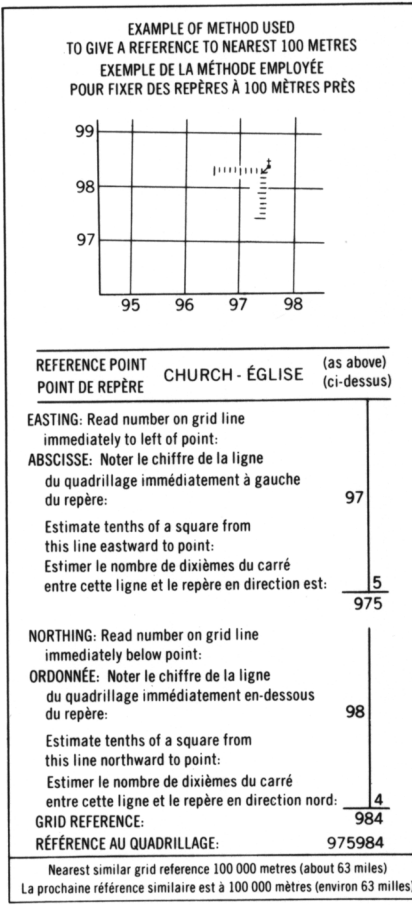 EXAMPLE OF METHOD USED
TO GIVE A REFERENCE TO NEAREST 100 METRES
EXEMPLE DE LA MÉTHODE EMPLOYÉE
POUR FIXER DES REPÈRES À 100 MÈTRES PRÈS
99
98
97
95 96 97 98
REFERENCE POINT
POINT DE REPÈRE
CHURCH - ÉGLISE
(as above)
(ci-dessus)
EASTING: Read number on grid line
immediately to left of point:
ABSCISSE: Noter le chiffre de la ligne
du quadrillage immédiatement à gauche
du repère: 97
Estimate tenths of a square from
this line eastward to point:
Estimer le nombre de dixièmes du carré
entre cette ligne et le repère en direction est: 5
975
NORTHING: Read number on grid line
immediately below point:
ORDONNÉE: Noter le chiffre de la ligne
du quadrillage immédiatement en-dessous
du repère: 98
Estimate tenths of a square from
this line northward to point:
Estimer le nombre de dixièmes du carré
entre cette ligne et le repère en direction nord: 4
GRID REFERENCE: 984
RÉFÉRENCE AU QUADRILLAGE: 975984
Nearest similar grid reference 100 000 metres (about 63 miles)
La prochaine référence similaire est à 100 000 mètres (environ 63 milles)